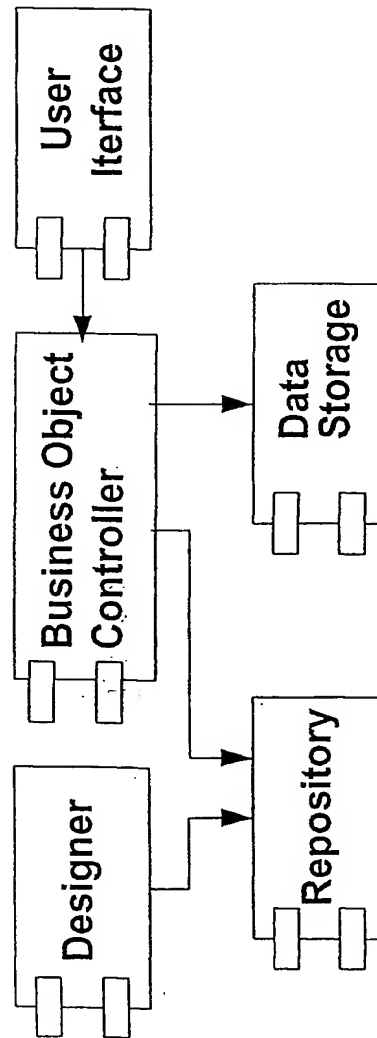 Designer
Business Object
Controller
User
Iterface
Repository
Data
Storage